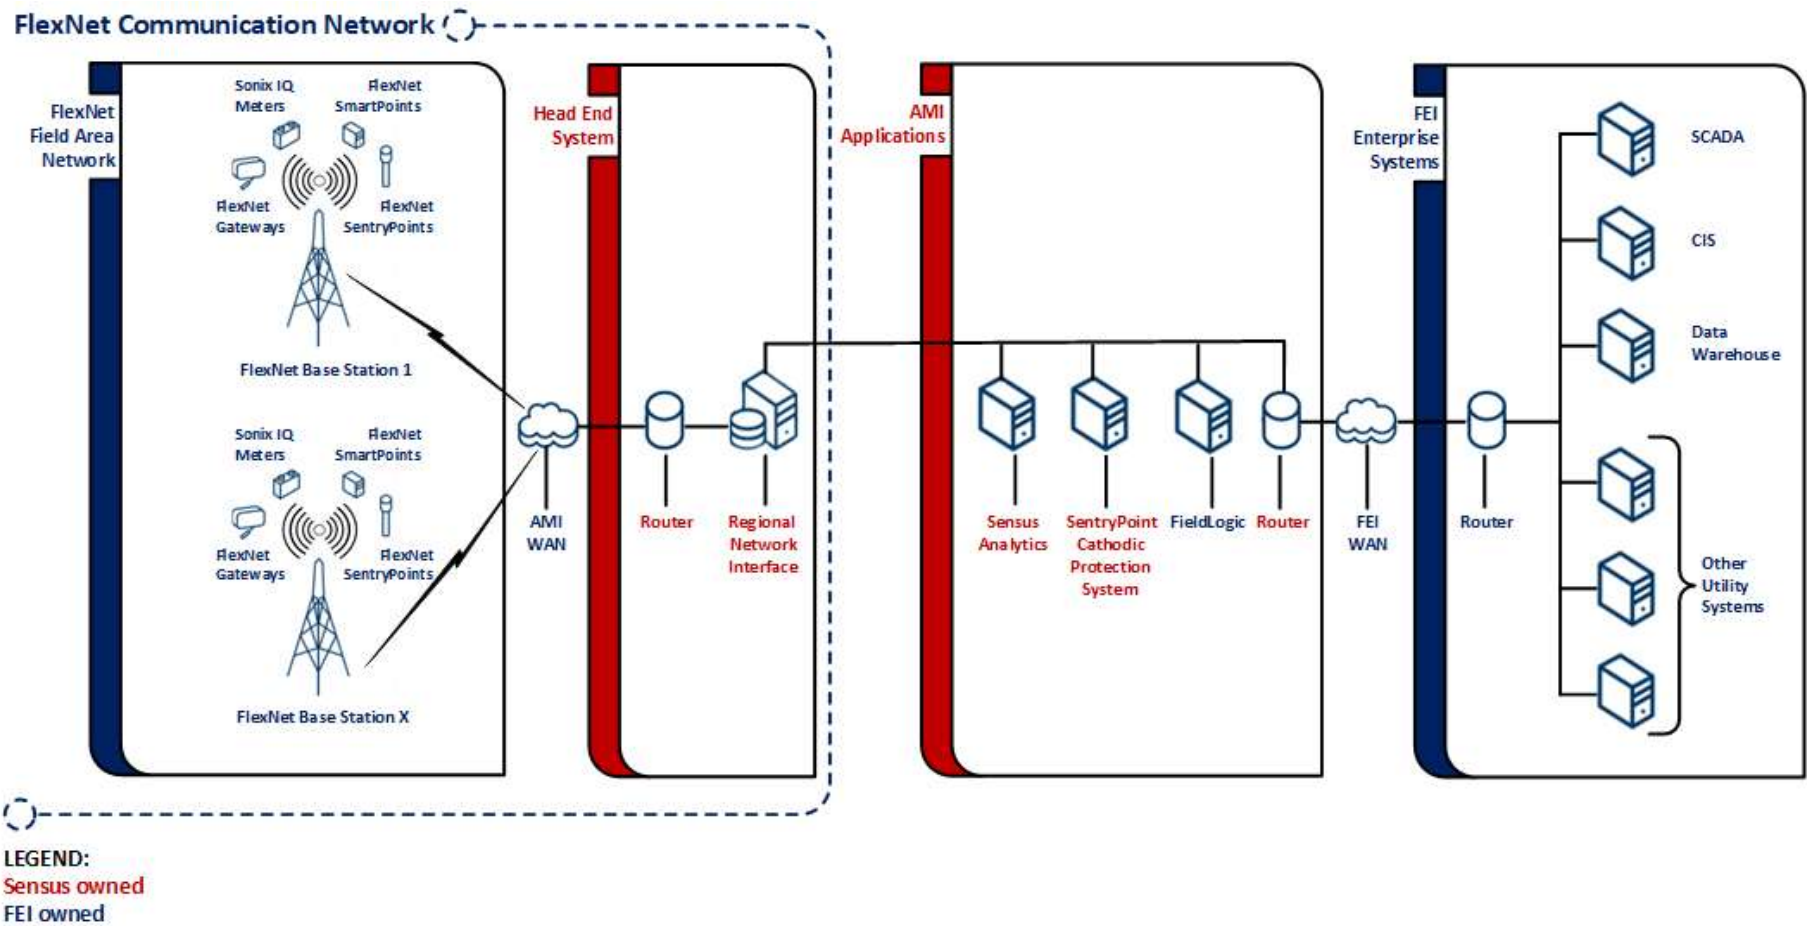 FlexNet Communication Network
FlexNet
Field Area
Network
Sonix IQ
Meters
FlexNet
SmartPoints
FlexNet
Gateways
FlexNet
SentryPoints
FlexNet Base Station 1
Sonix IQ
Meters
FlexNet
SmartPoints
FlexNet
Gateways
FlexNet
SentryPoints
FlexNet Base Station X
AMI
WAN
Head End
System
Router
Regional
Network
Interface
AMI
Applications
Sensus
Analytics
SentryPoint
Cathodic
Protection
System
FieldLogic
Router
FEI
WAN
FEI
Enterprise
Systems
Router
SCADA
CIS
Data
Warehouse
Other
Utility
Systems
LEGEND:
Sensus owned
FEI owned